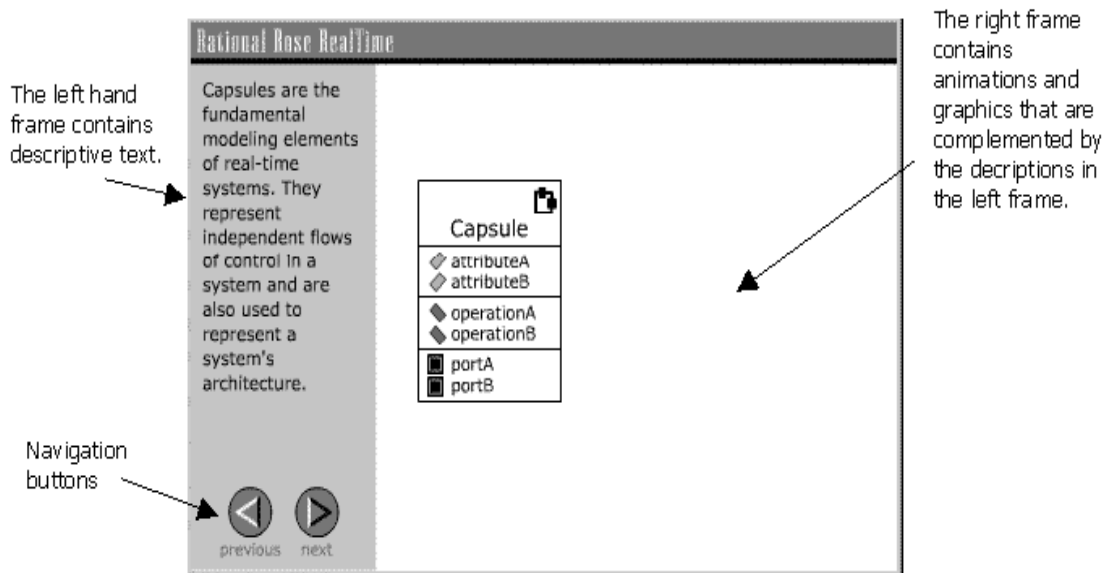 Rational Rose RealTime
The left hand
frame contains
descriptive text.
Capsules are the
fundamental
modeling elements
of real-time
systems. They
represent
independent flows
of control in a
system and are
also used to
represent a
system's
architecture.
Navigation
buttons
previous next
Capsule
attributeA
attributeB
operationA
operationB
portA
portB
The right frame
contains
animations and
graphics that are
complemented by
the decriptions in
the left frame.